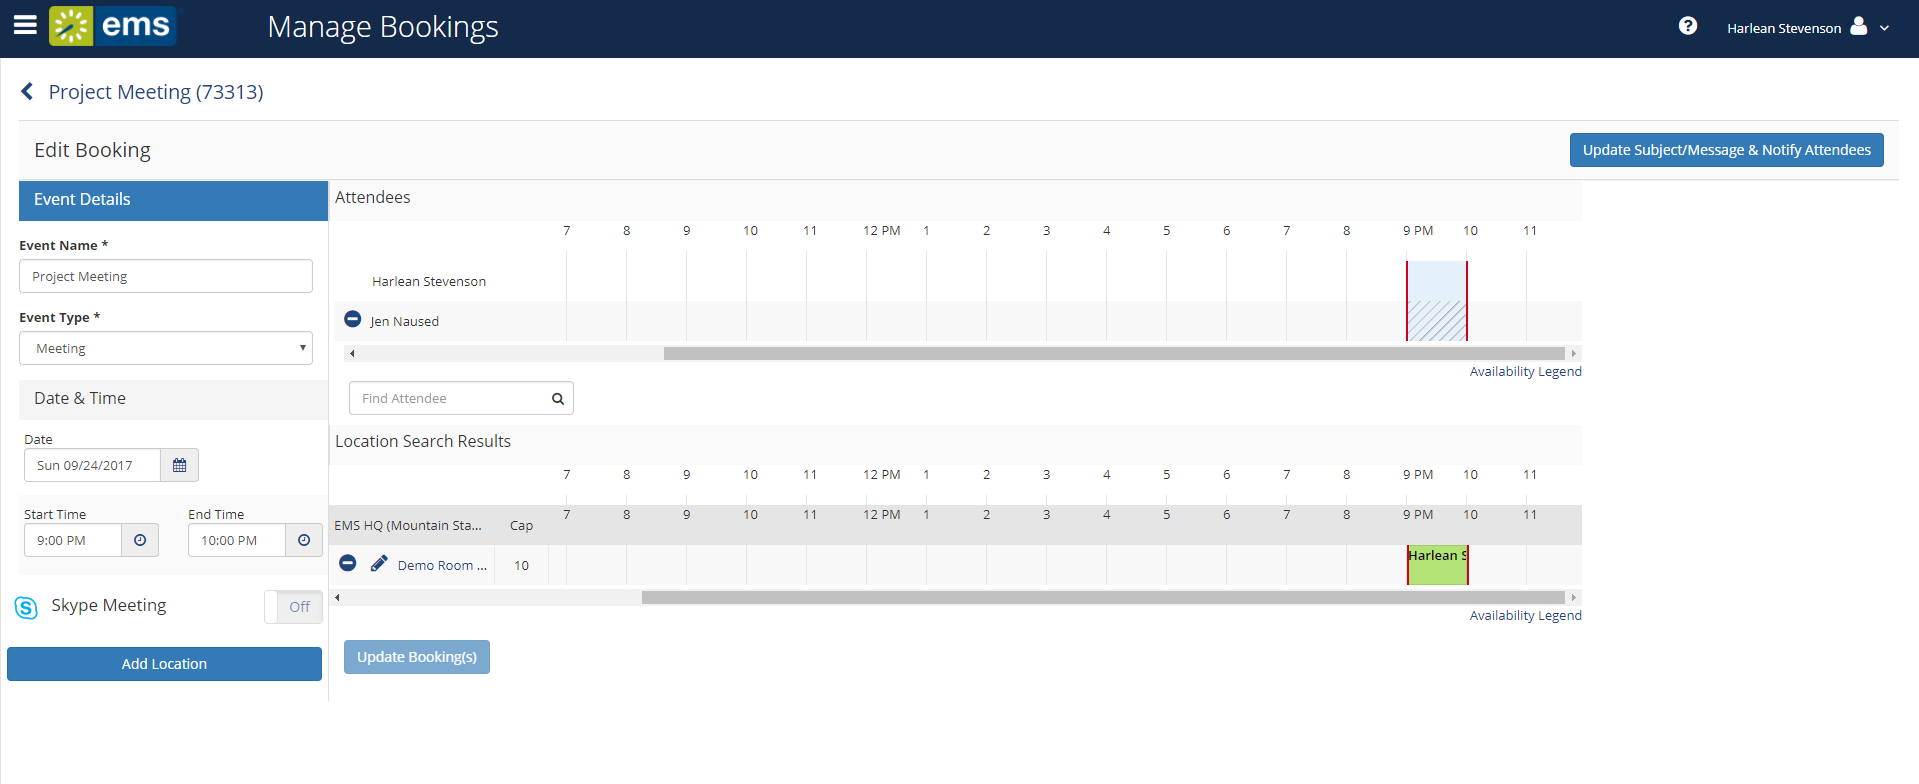 ems
Manage Bookings
Harlean Stevenson
Project Meeting (73313)
Edit Booking
Update Subject/Message & Notify Attendees
Event Details
Event Name *
Project Meeting
Event Type *
Meeting
Date & Time
Date
Sun 09/24/2017
Start Time End Time
9:00 PM 10:00 PM
Skype Meeting Off
Add Location
Attendees
7 8 9 10 11 12 PM 1 2 3 4 5 6 7 8 9 PM 10 11
Harlean Stevenson
Jen Naused
Availability Legend
Find Attendee
Location Search Results
7 8 9 10 11 12 PM 1 2 3 4 5 6 7 8 9 PM 10 11
EMS HQ (Mountain Sta... Cap 7 8 9 10 11 12 PM 1 2 3 4 5 6 7 8 9 PM 10 11
Demo Room ... 10 Harlean S
Availability Legend
Update Booking(s)